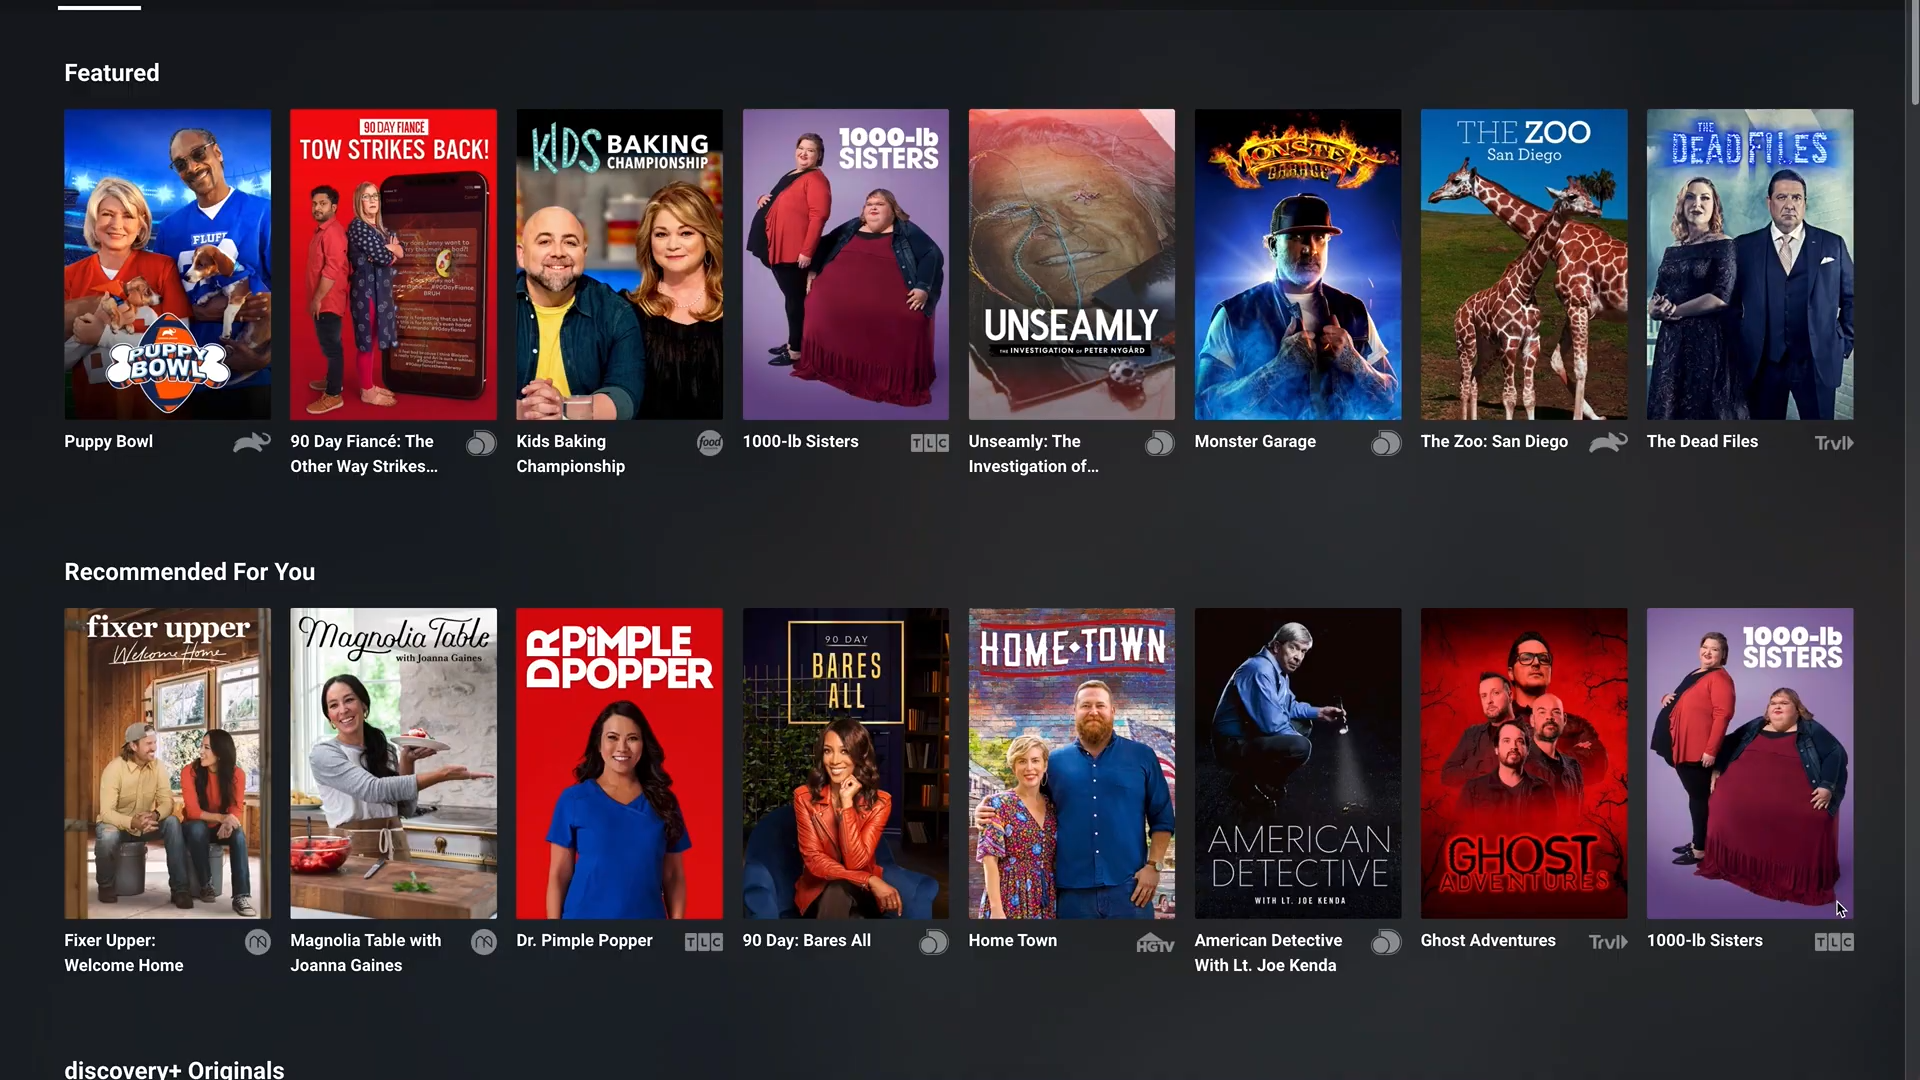 Featured
FLUFF
PUPPY
BOWL
90 DAY FIANCE
TOW STRIKES BACK!
KIDS BAKING
CHAMPIONSHIP
1000-lb
SISTERS
UNSEAMLY
THE INVESTIGATION OF PETER NYGÅRD
MONSTER
GARAGE
THE ZOO
San Diego
THE
DEAD FILES
Puppy Bowl
90 Day Fiancé: The
Other Way Strikes...
Kids Baking
Championship
food
1000-lb Sisters
TLC
Unseamly: The
Investigation of...
Monster Garage
The Zoo: San Diego
The Dead Files
Trvl
Recommended For You
fixer upper
Welcome Home
Magnolia Table
with Joanna Gaines
DR PiMPLE
POPPER
90 DAY
BARES
ALL
HOME TOWN
AMERICAN
DETECTIVE
WITH LT. JOE KENDA
GHOST
ADVENTURES
1000-lb
SISTERS
Fixer Upper:
Welcome Home
Magnolia Table with
Joanna Gaines
Dr. Pimple Popper
TLC
90 Day: Bares All
Home Town
HGTV
American Detective
With Lt. Joe Kenda
Ghost Adventures
Trvl
1000-lb Sisters
TLC
discovery+ Originals